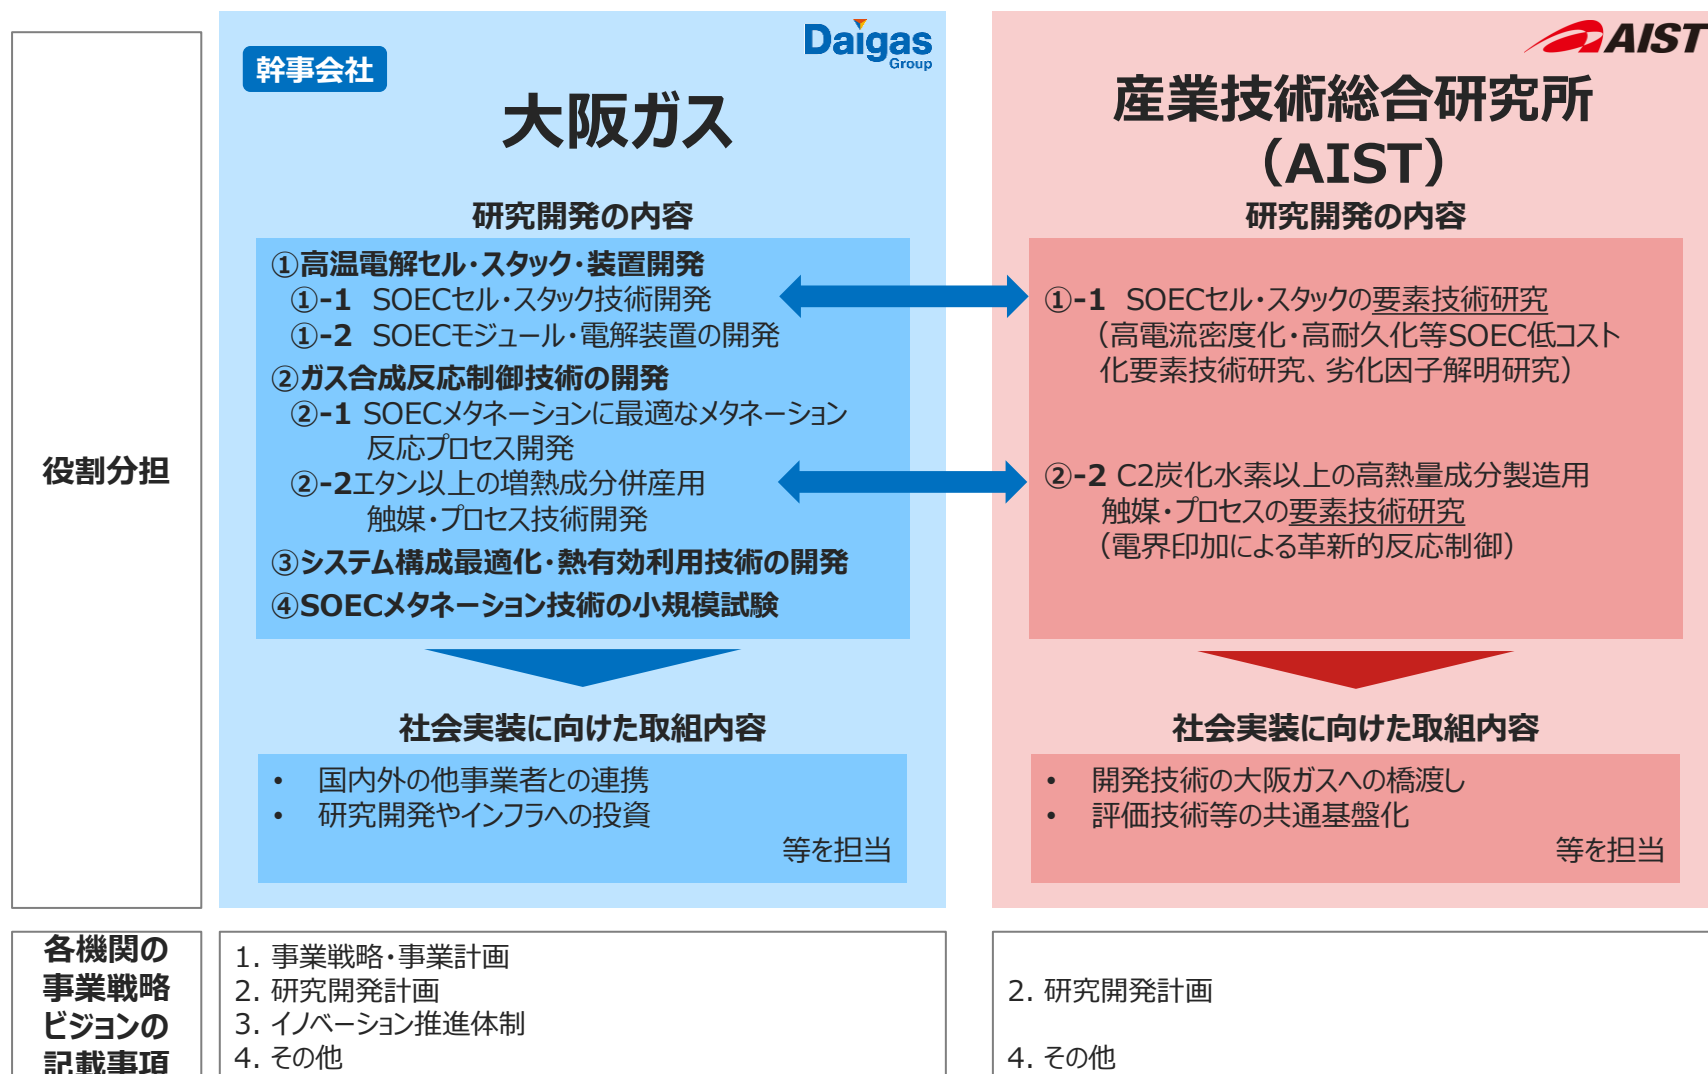 役割分担
幹事会社
Daigas
Group
大阪ガス
研究開発の内容
①高温電解セル・スタック・装置開発
①-1 SOECセル・スタック技術開発
①-2 SOECモジュール・電解装置の開発
②ガス合成反応制御技術の開発
②-1 SOECメタネーションに最適なメタネーション
反応プロセス開発
②-2エタン以上の増熱成分併産用
触媒・プロセス技術開発
③システム構成最適化・熱有効利用技術の開発
④SOECメタネーション技術の小規模試験
社会実装に向けた取組内容
• 国内外の他事業者との連携
• 研究開発やインフラへの投資
等を担当
AIST
産業技術総合研究所
（AIST）
研究開発の内容
①-1 SOECセル・スタックの要素技術研究
（高電流密度化・高耐久化等SOEC低コスト
化要素技術研究、劣化因子解明研究）
②-2 C2炭化水素以上の高熱量成分製造用
触媒・プロセスの要素技術研究
（電界印加による革新的反応制御）
社会実装に向けた取組内容
• 開発技術の大阪ガスへの橋渡し
• 評価技術等の共通基盤化
等を担当
各機関の
事業戦略
ビジョンの
記載事項
1. 事業戦略・事業計画
2. 研究開発計画
3. イノベーション推進体制
4. その他
2. 研究開発計画
4. その他